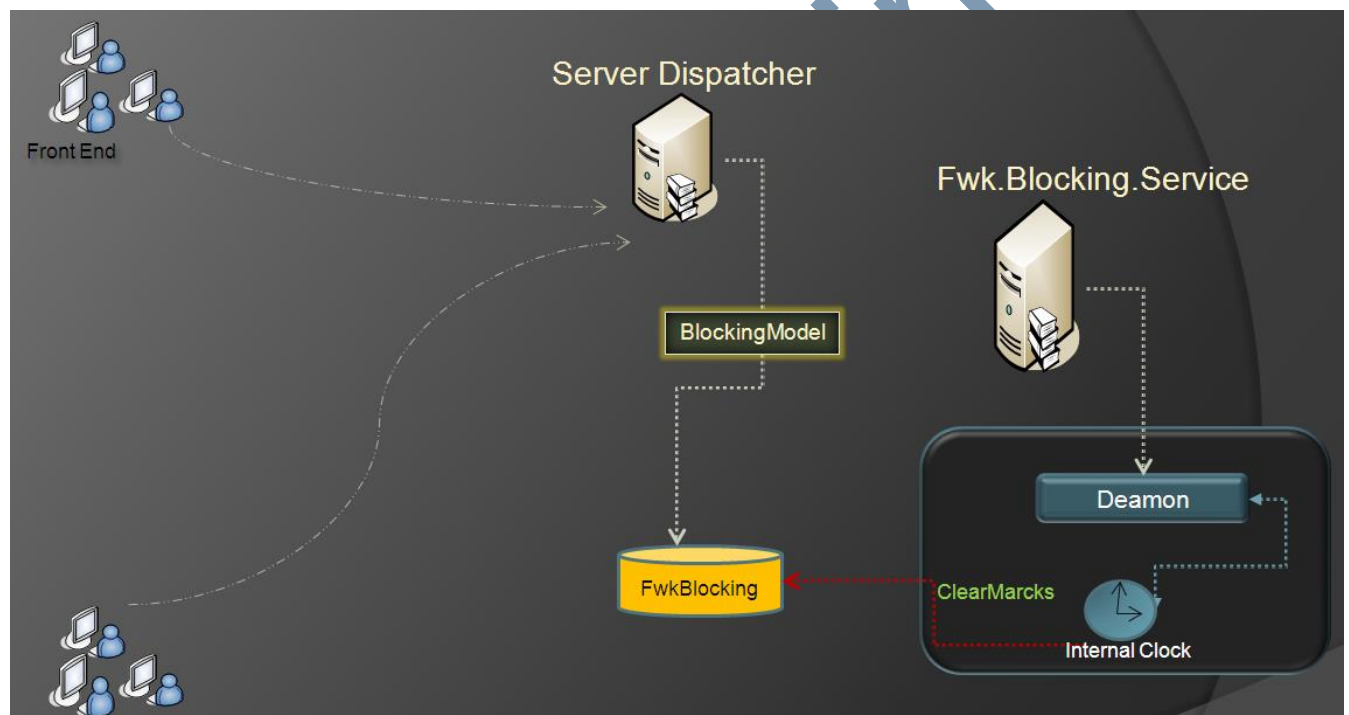 Server Dispatcher
Front End
Fwk.Blocking.Service
BlockingModel
Deamon
FwkBlocking
ClearMarcks
Internal Clock